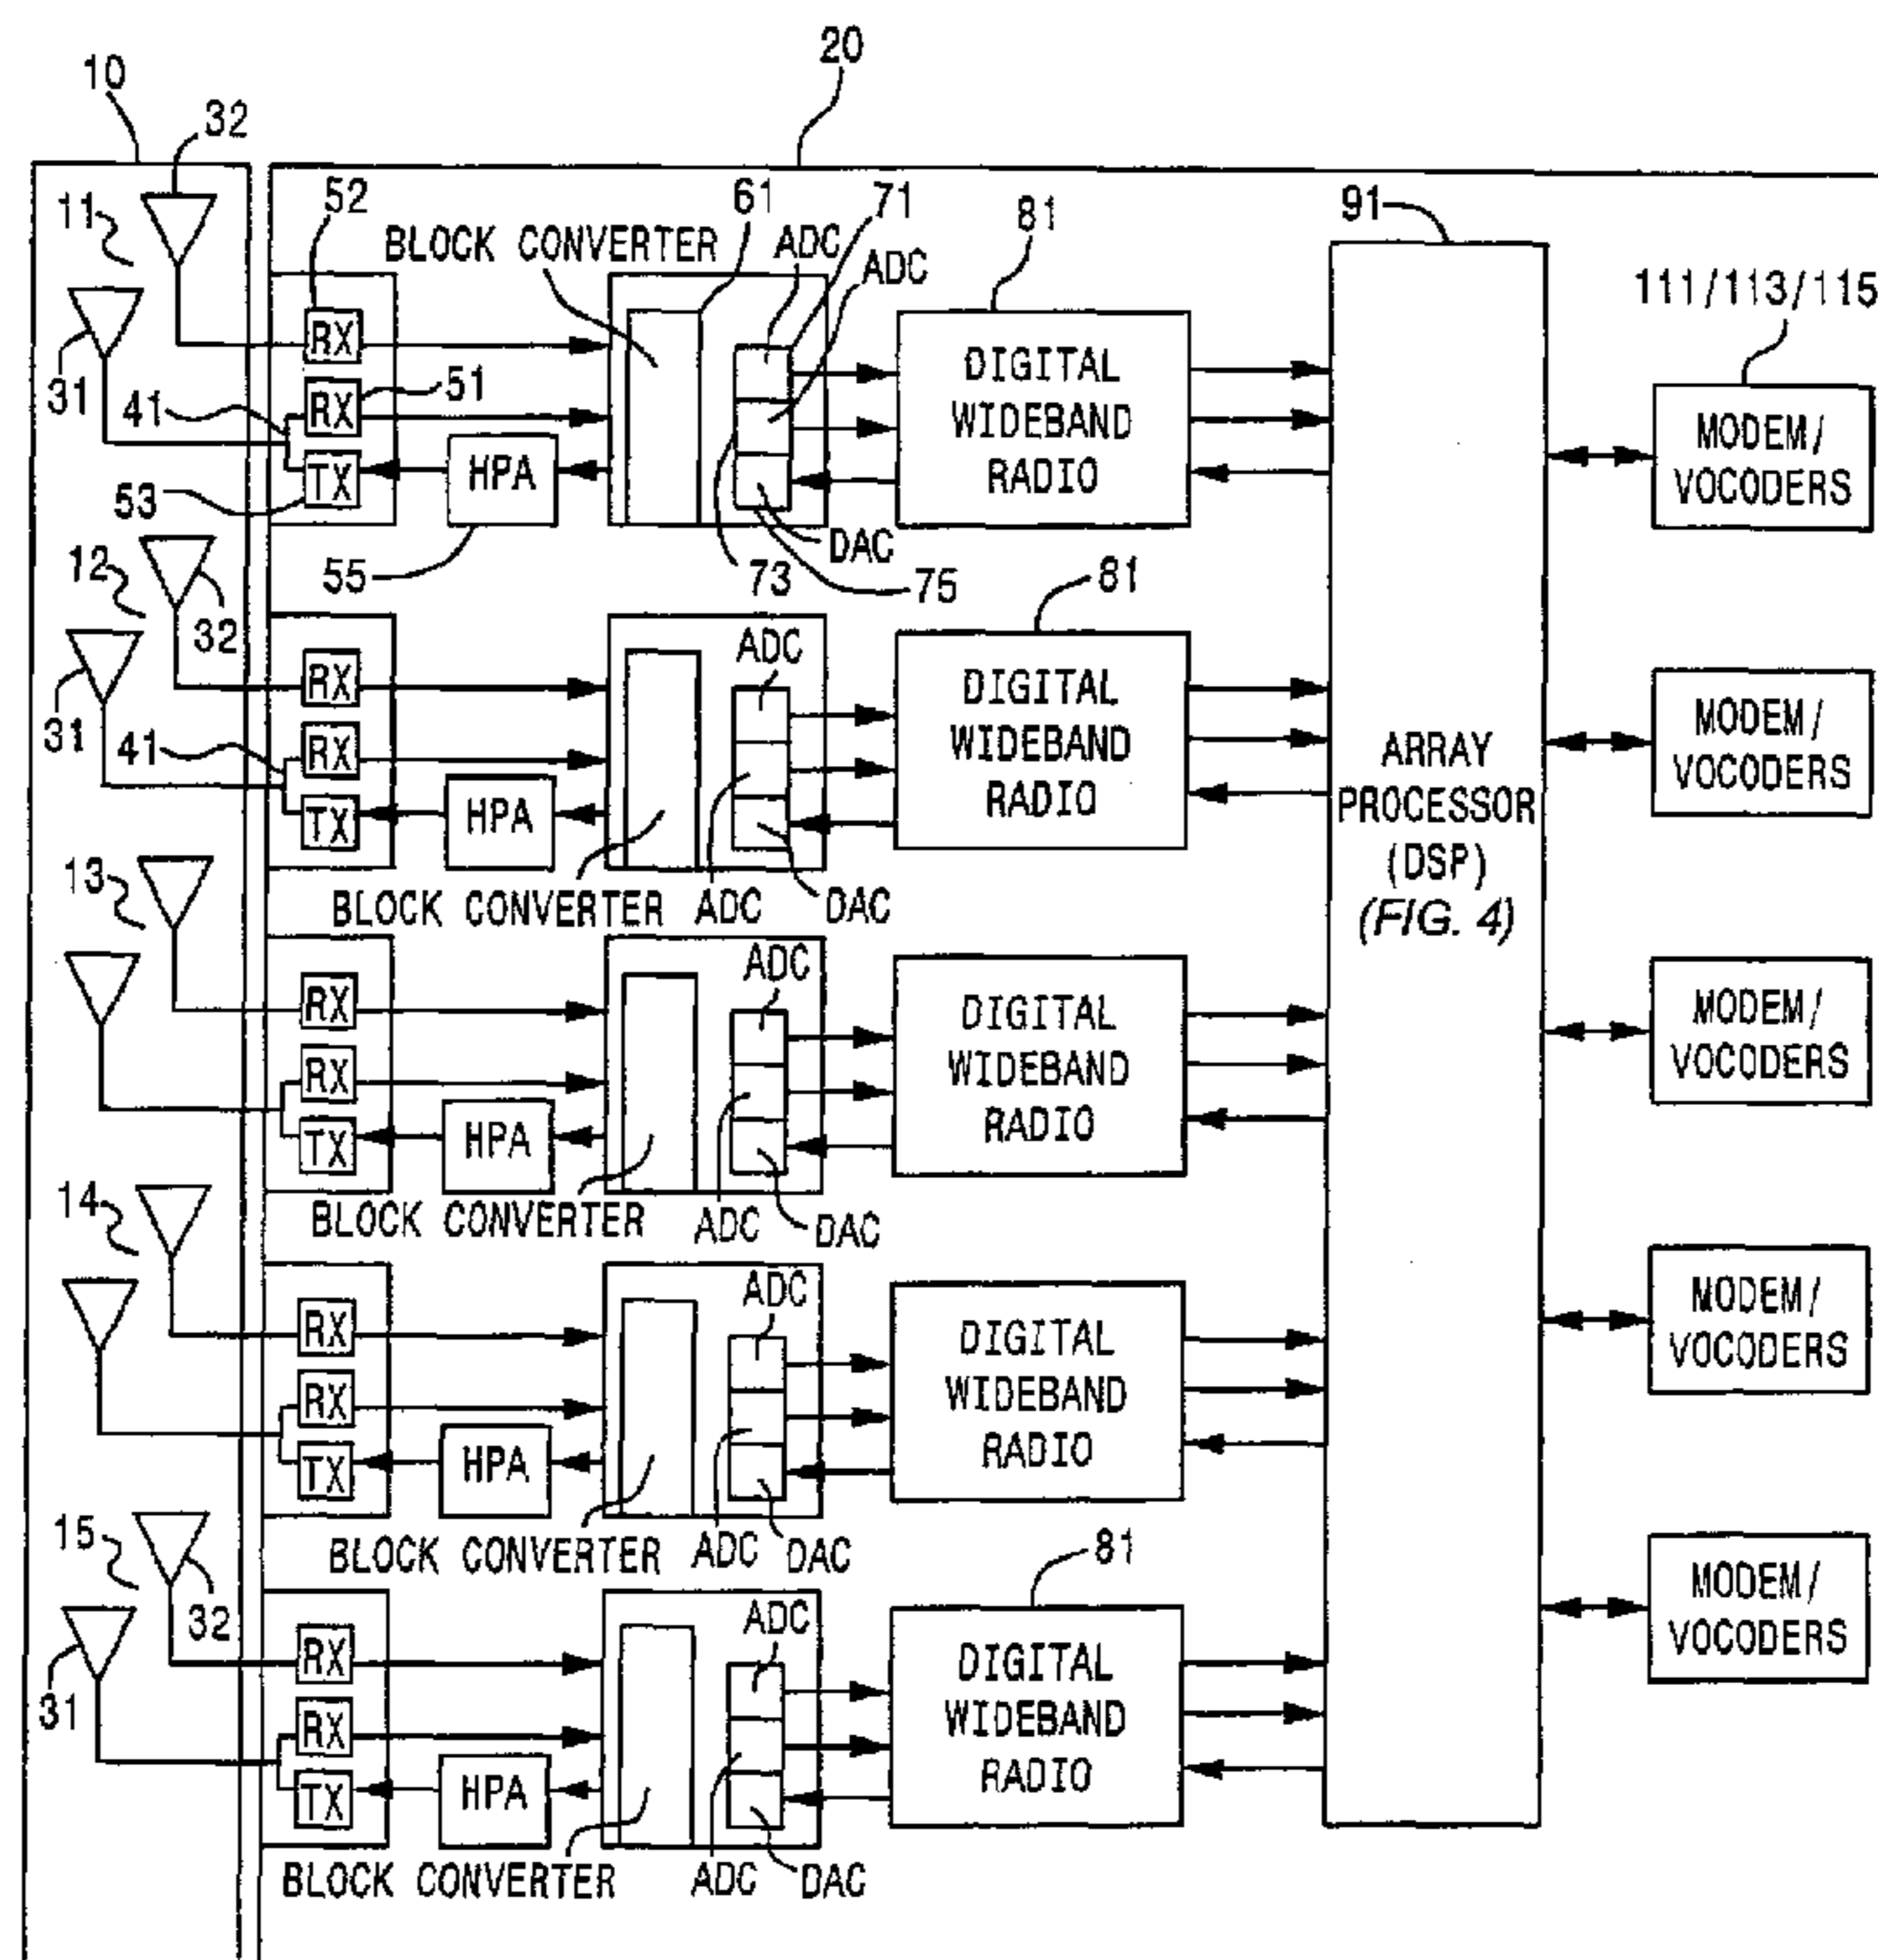 10
20
32
11
52
61
71
81
91
BLOCK CONVERTER
ADC
ADC
111/113/115
31
41
RX
RX
51
TX
53
HPA
55
73
DAC
75
DIGITAL
WIDEBAND
RADIO
MODEM/
VOCODERS
12
32
31
41
RX
RX
TX
HPA
BLOCK CONVERTER
ADC
ADC
DAC
81
DIGITAL
WIDEBAND
RADIO
ARRAY
PROCESSOR
(DSP)
(FIG. 4)
MODEM/
VOCODERS
13
RX
RX
TX
HPA
BLOCK CONVERTER
ADC
ADC
DAC
DIGITAL
WIDEBAND
RADIO
MODEM/
VOCODERS
14
RX
RX
TX
HPA
BLOCK CONVERTER
ADC
ADC
DAC
DIGITAL
WIDEBAND
RADIO
MODEM/
VOCODERS
15
32
31
RX
RX
TX
HPA
BLOCK CONVERTER
ADC
ADC
DAC
81
DIGITAL
WIDEBAND
RADIO
MODEM/
VOCODERS